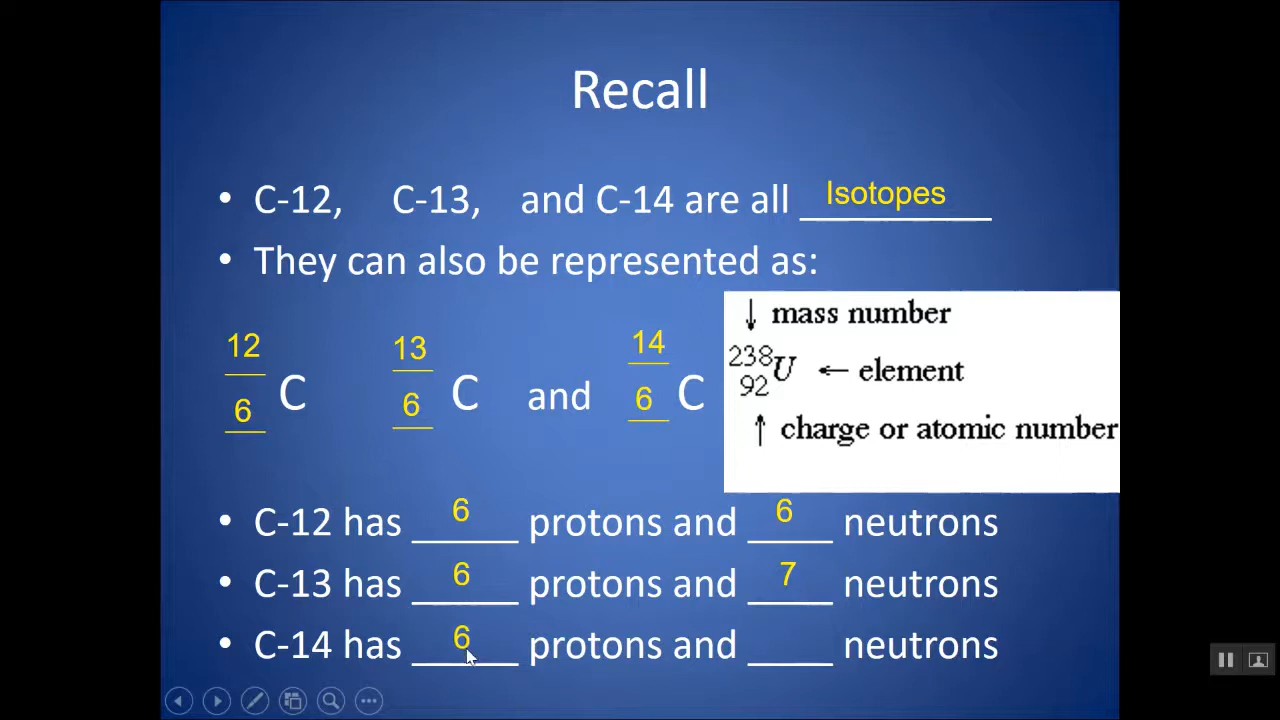 Recall
• C-12, C-13, and C-14 are all Isotopes
• They can also be represented as:
12 13 14
6 C 6 C and 6 C
↓ mass number
238
92 U ← element
↑ charge or atomic number
• C-12 has 6 protons and 6 neutrons
• C-13 has 6 protons and 7 neutrons
• C-14 has 6 protons and ____ neutrons